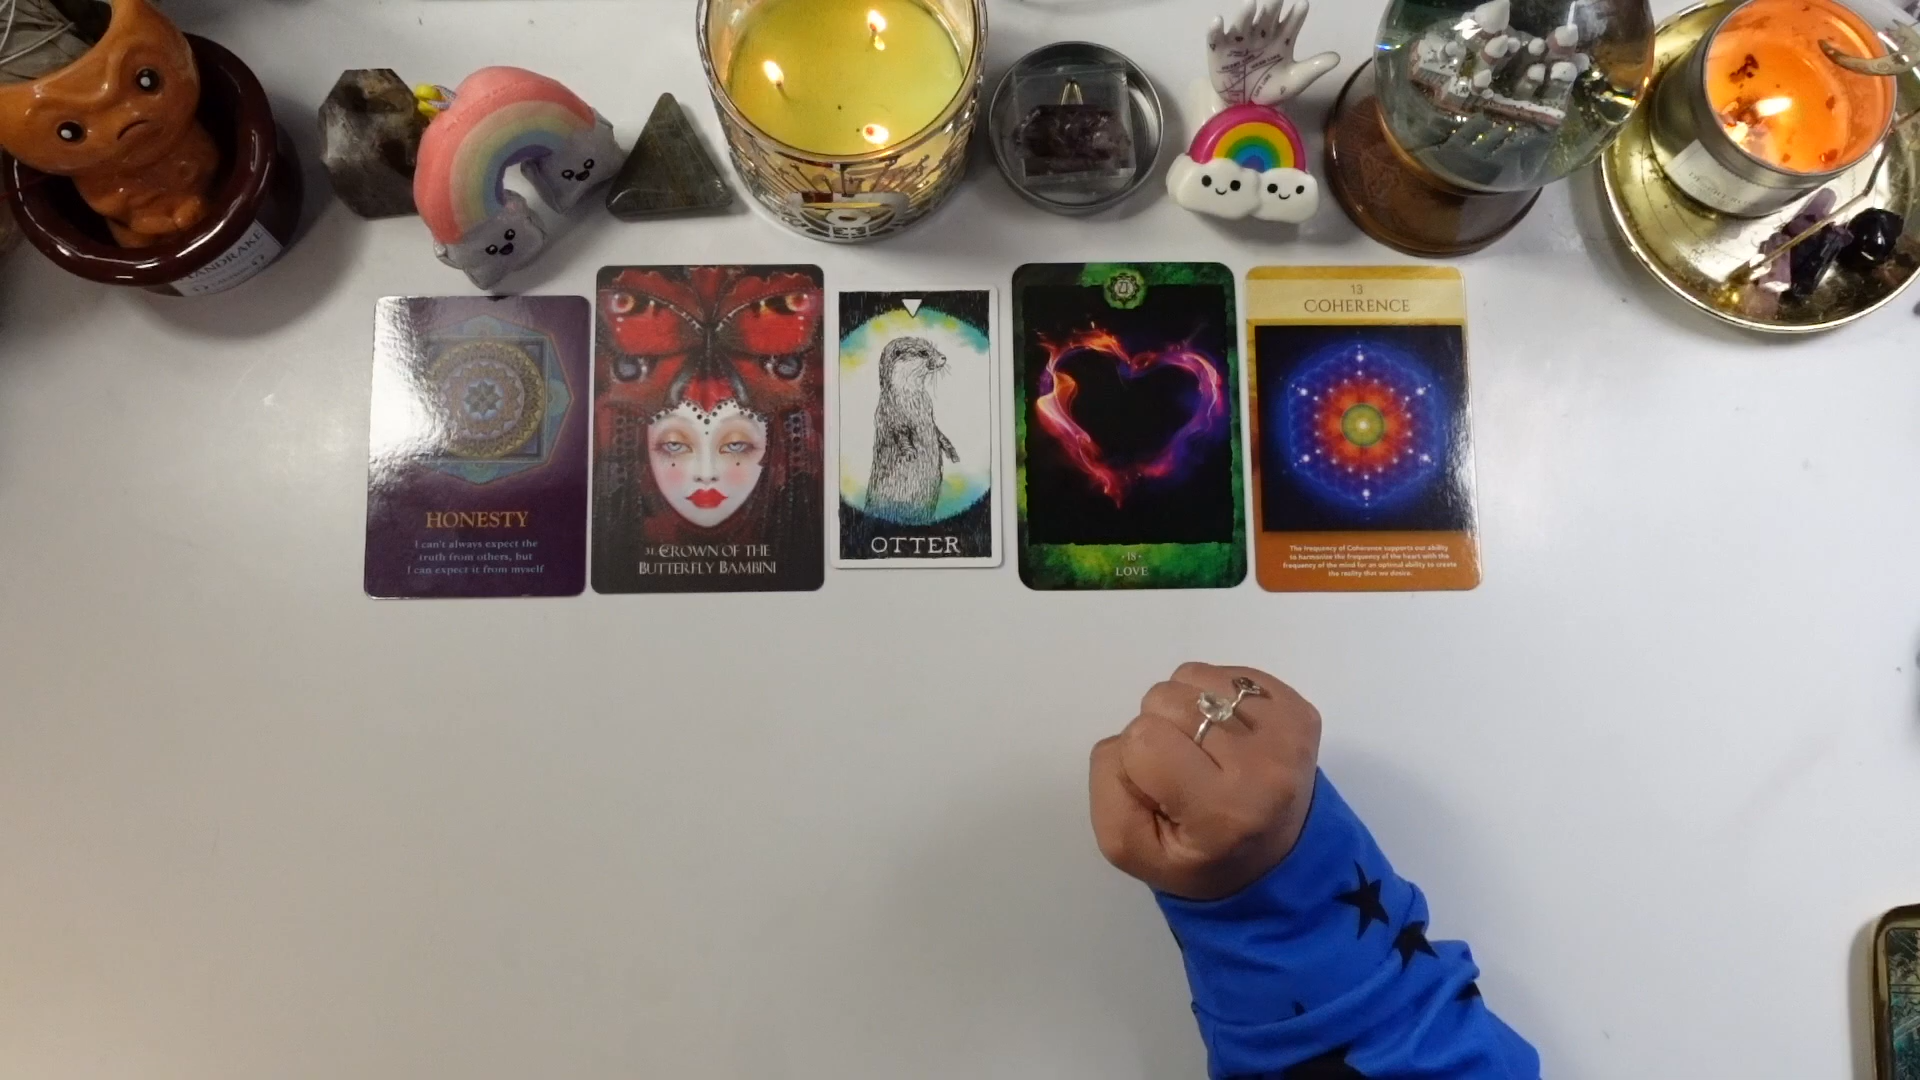 MANDRAKE
HONESTY
I can't always expect the
truth from others, but
I can expect it from myself
31. CROWN OF THE
BUTTERFLY BAMBINI
OTTER
·18·
LOVE
13
COHERENCE
The frequency of Coherence supports our ability
to harmonize the frequency of the heart with the
frequency of the mind for an optimal ability to create
the reality that we desire.